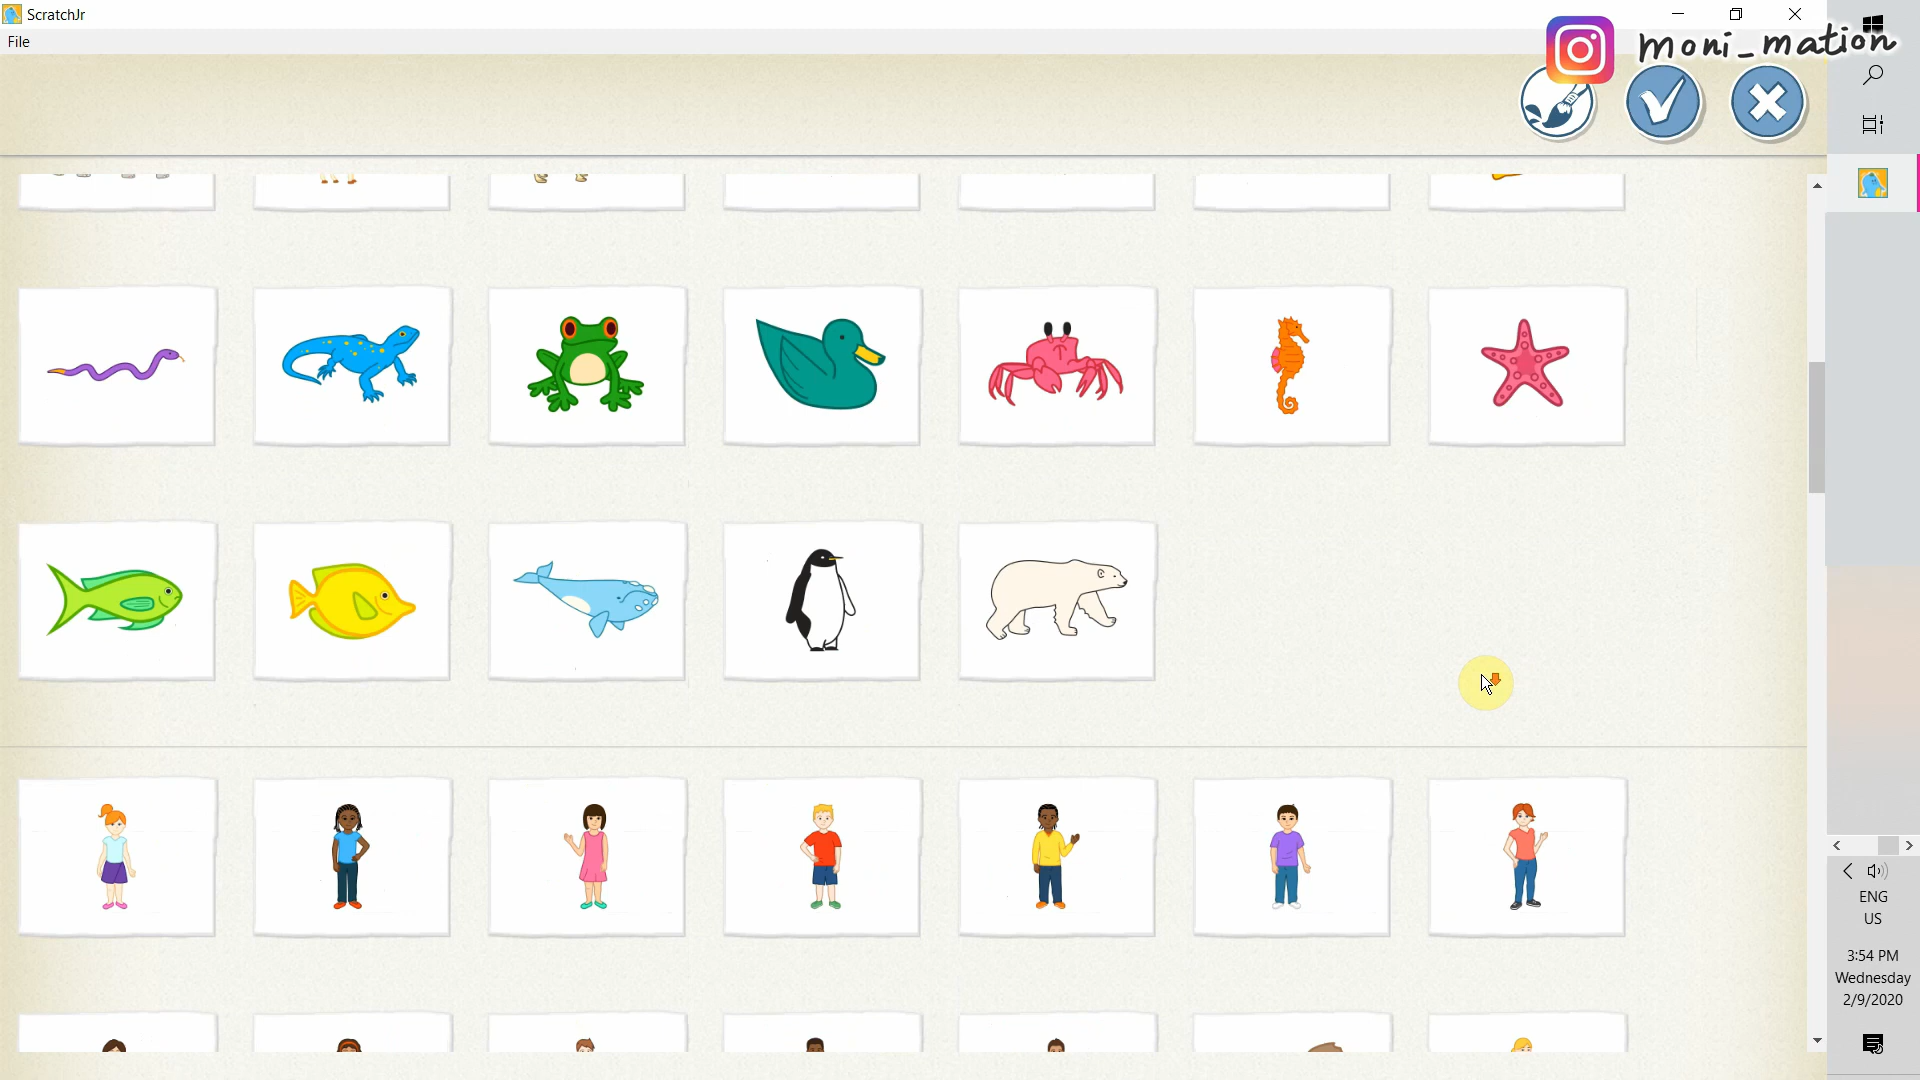 ScratchJr
File
moni_mation
ENG
US
3:54 PM
Wednesday
2/9/2020